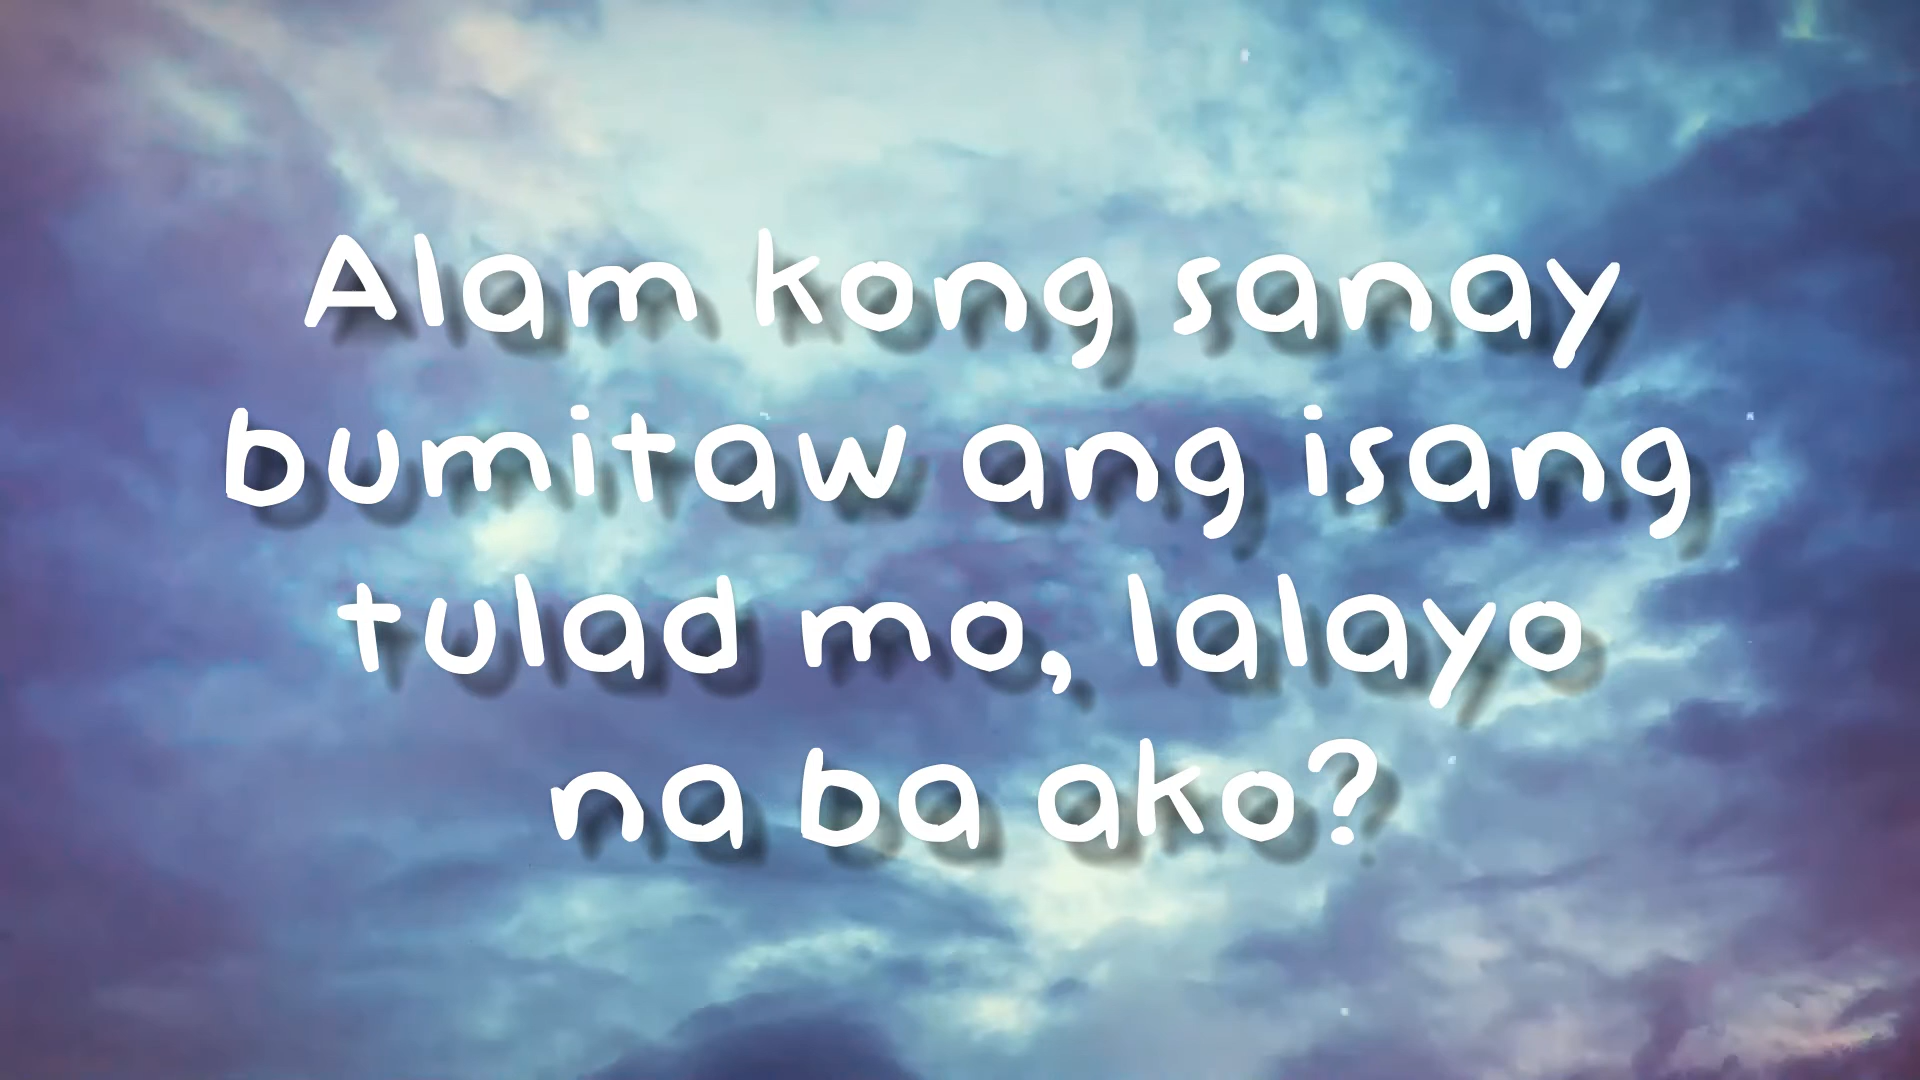 Alam kong sanay
bumitaw ang isang
tulad mo, lalayo
na ba ako?